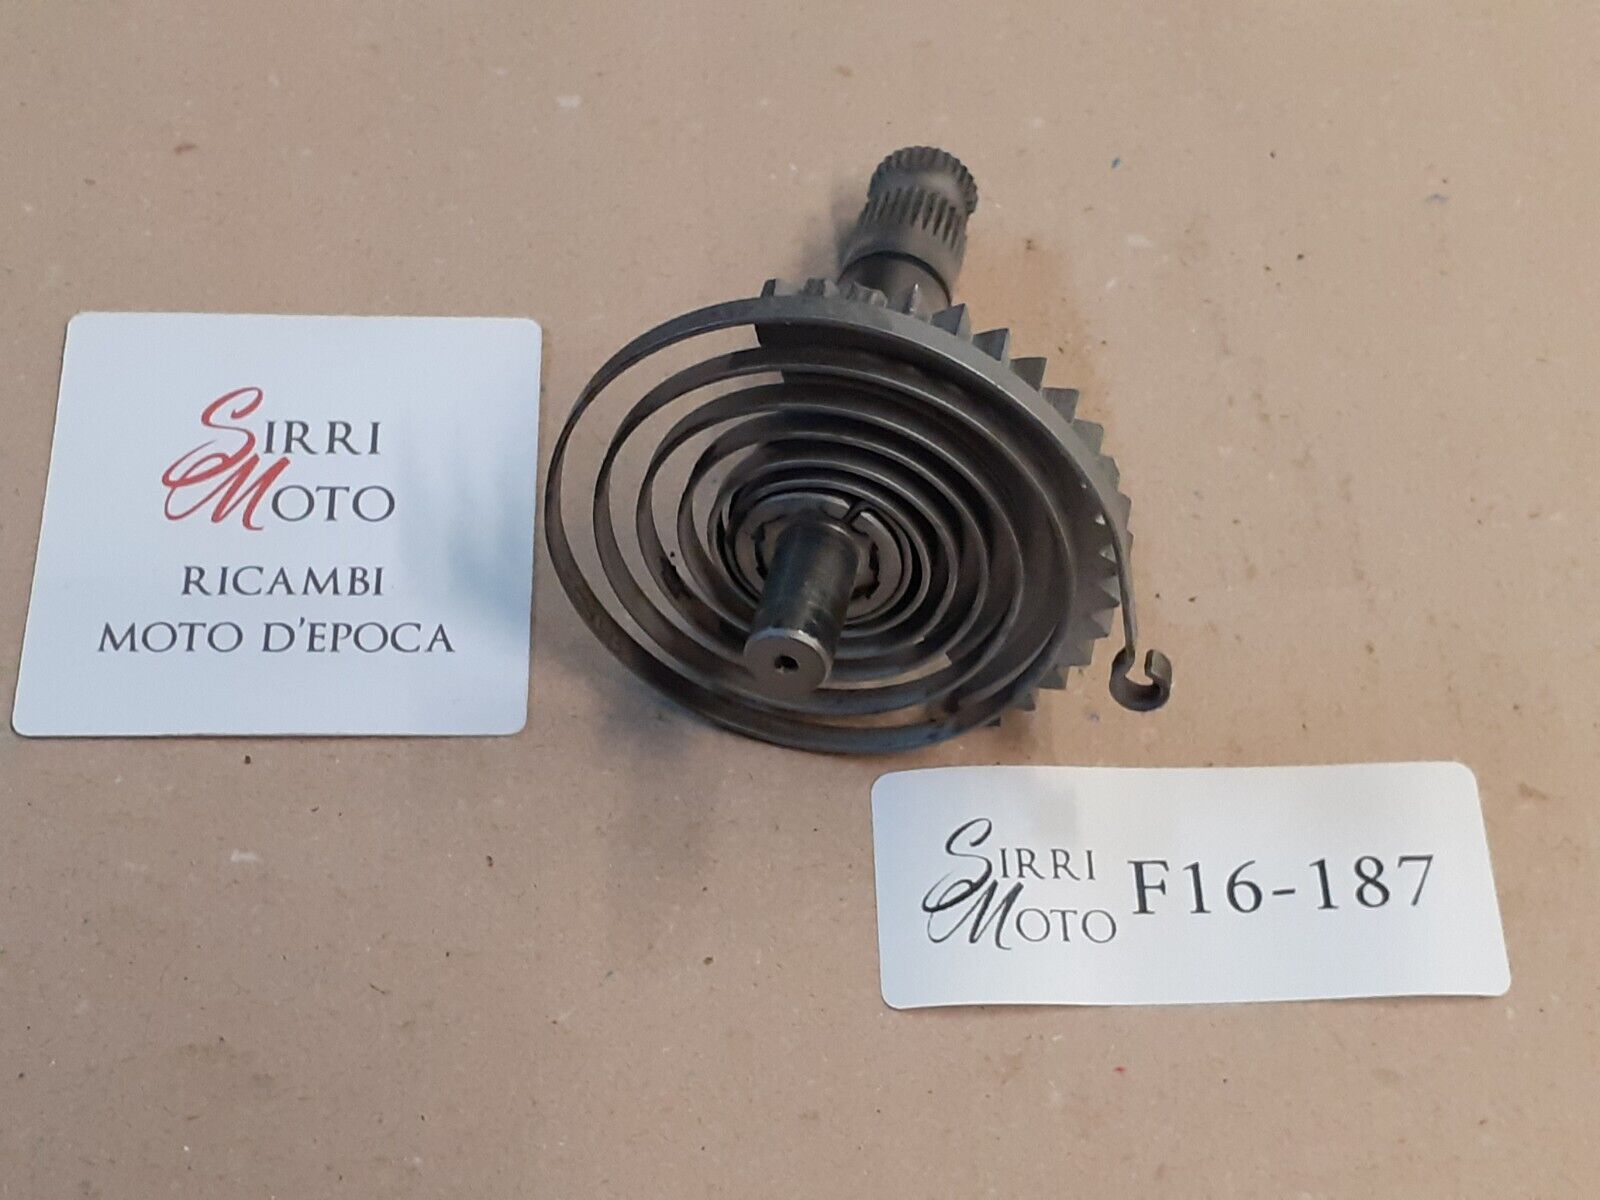 SIRRI
MOTO
RICAMBI
MOTO D'EPOCA
SIRRI
MOTO
F16-187